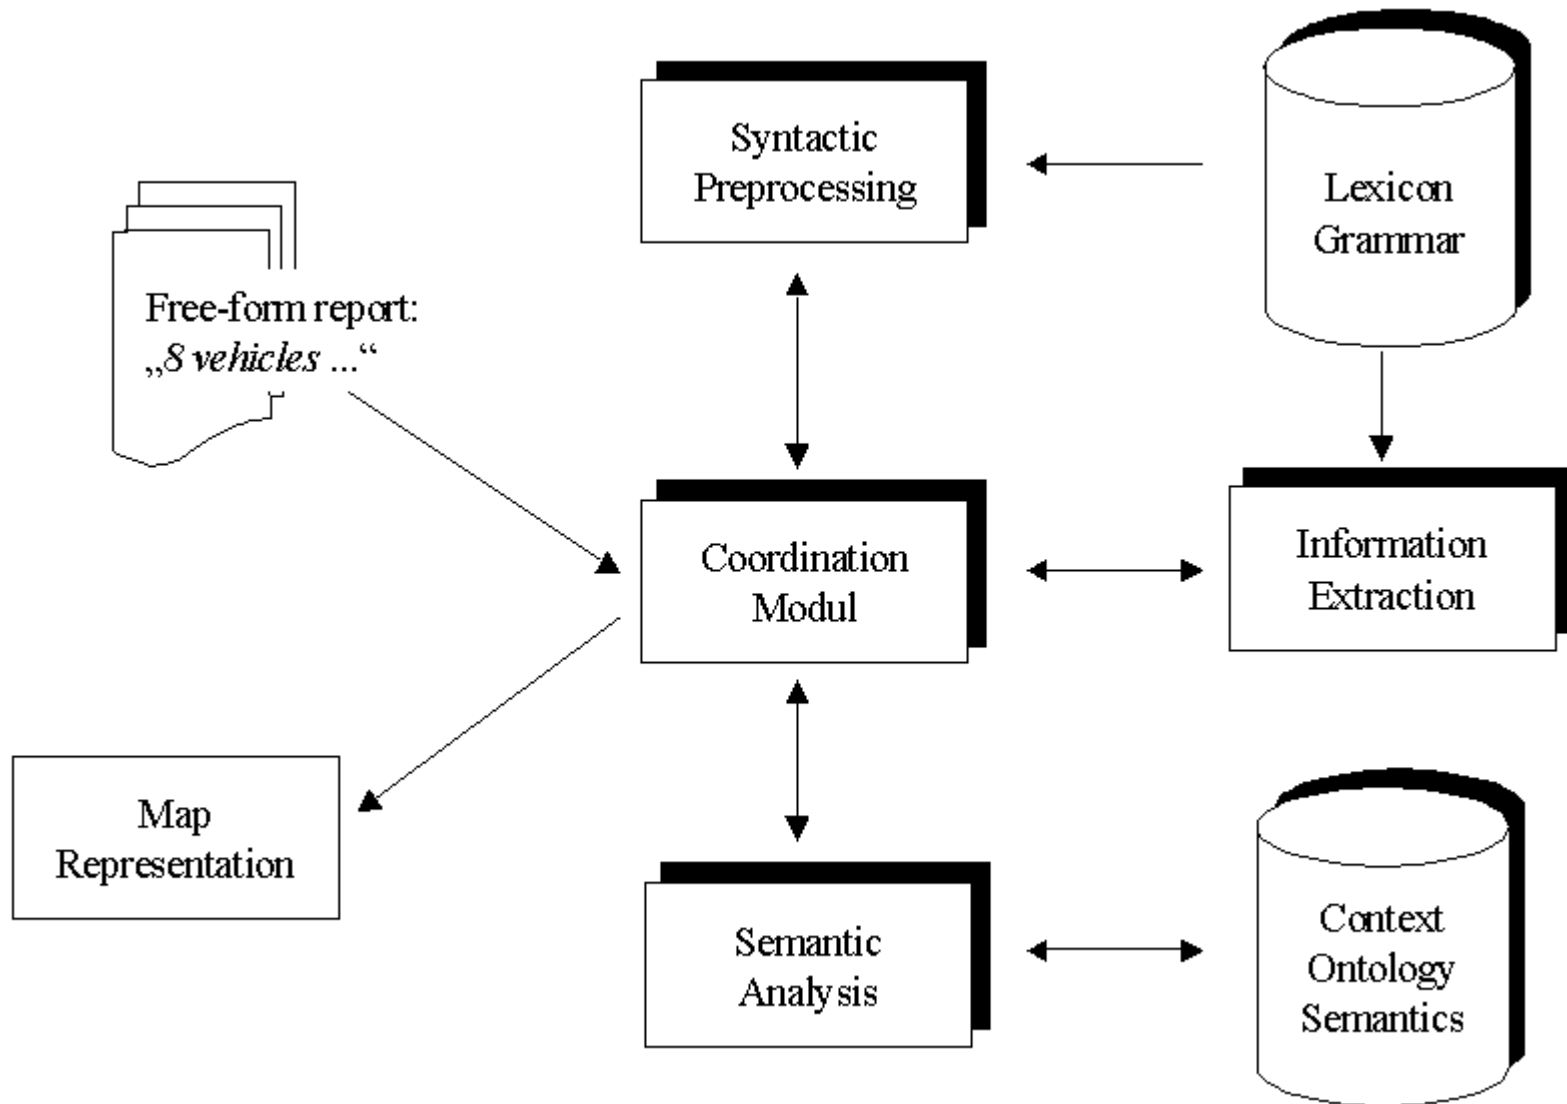 Syntactic
Preprocessing
Lexicon
Grammar
Free-form report:
„8 vehicles ...“
Coordination
Modul
Information
Extraction
Map
Representation
Semantic
Analysis
Context
Ontology
Semantics